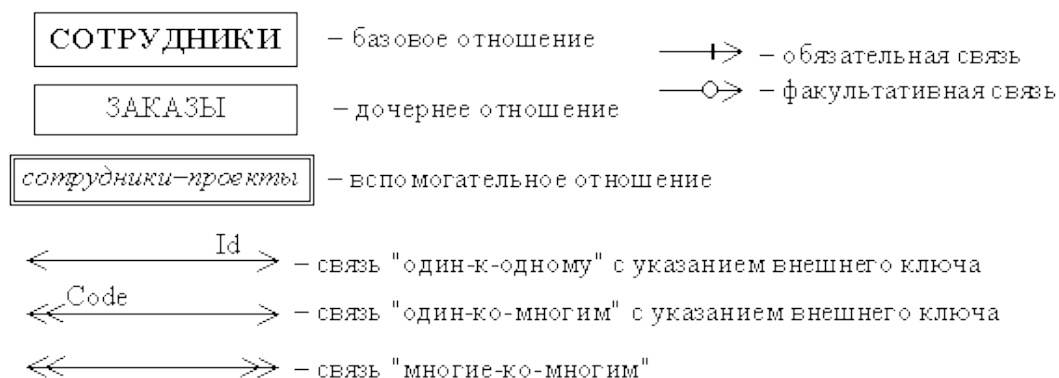 СОТРУДНИКИ – базовое отношение
– обязательная связь
ЗАКАЗЫ – дочернее отношение
– факультативная связь
сотрудники–проекты – вспомогательное отношение
Id – связь "один-к-одному" с указанием внешнего ключа
Code – связь "один-ко-многим" с указанием внешнего ключа
– связь "многие-ко-многим"